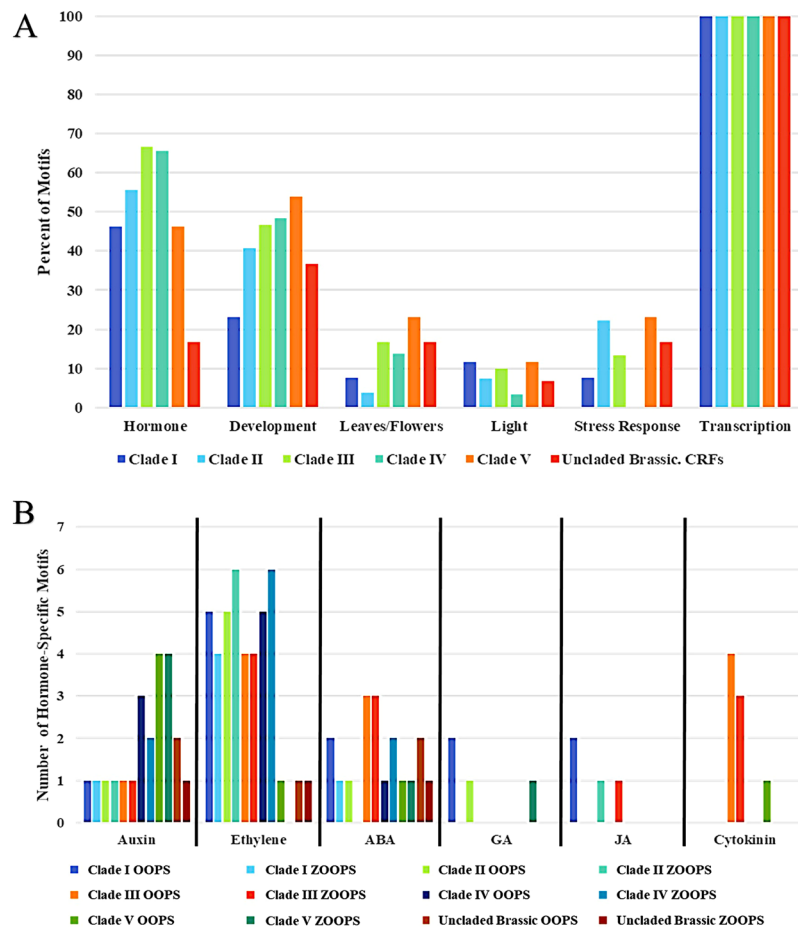 A
100
90
80
70
60
50
40
30
20
10
0
Percent of Motifs
Hormone Development Leaves/Flowers Light Stress Response Transcription
Clade I Clade II Clade III Clade IV Clade V Uncladed Brassic. CRFs
B
7
6
5
4
3
2
1
0
Number of Hormone-Specific Motifs
Auxin Ethylene ABA GA JA Cytokinin
Clade I OOPS Clade I ZOOPS Clade II OOPS Clade II ZOOPS
Clade III OOPS Clade III ZOOPS Clade IV OOPS Clade IV ZOOPS
Clade V OOPS Clade V ZOOPS Uncladed Brassic OOPS Uncladed Brassic ZOOPS